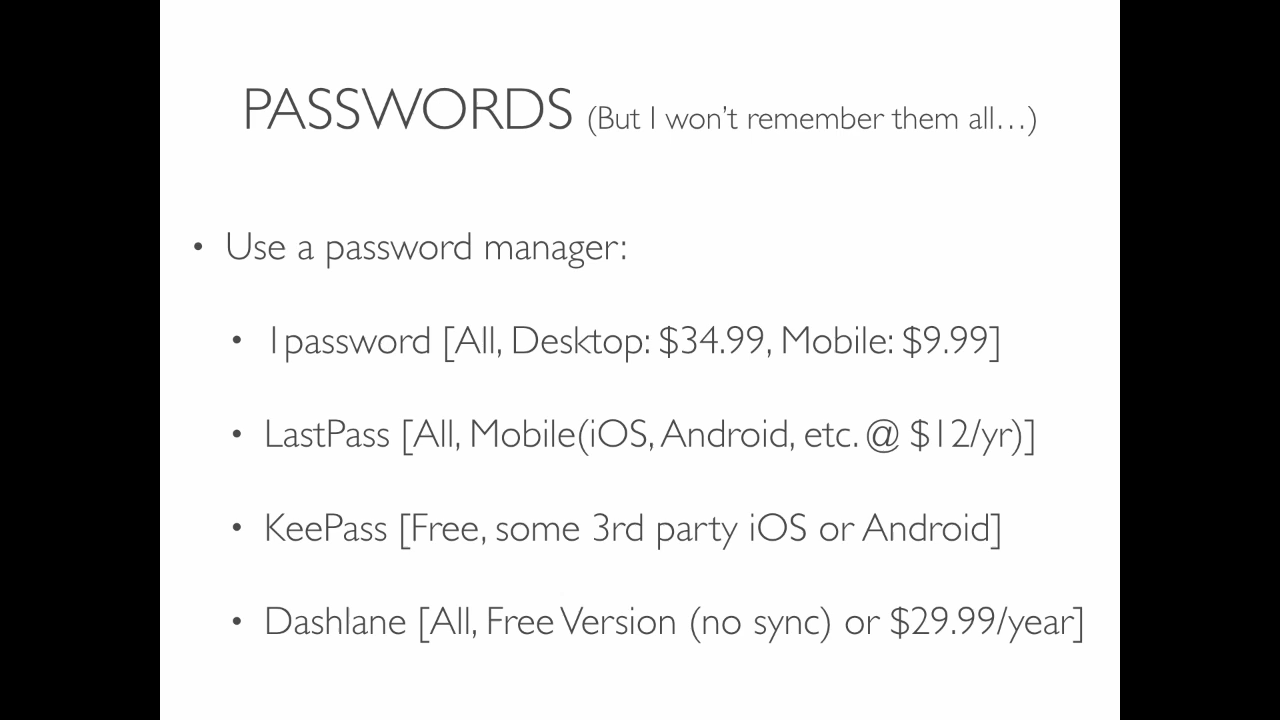 PASSWORDS (But I won't remember them all…)
• Use a password manager:
• 1password [All, Desktop: $34.99, Mobile: $9.99]
• LastPass [All, Mobile(iOS, Android, etc. @ $12/yr)]
• KeePass [Free, some 3rd party iOS or Android]
• Dashlane [All, Free Version (no sync) or $29.99/year]